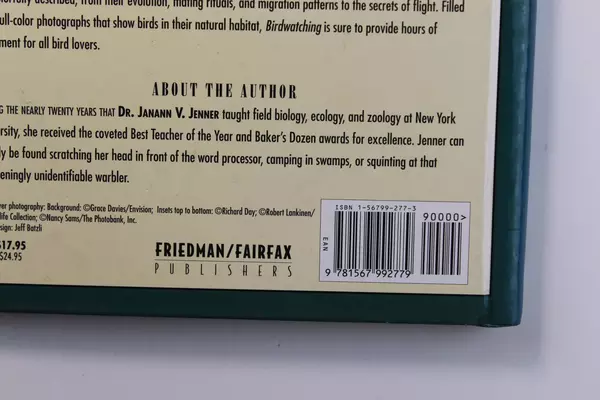 described, from their evolution, mating rituals, and migration patterns to the secrets of flight. Filled
ull-color photographs that show birds in their natural habitat, Birdwatching is sure to provide hours of
ment for all bird lovers.
ABOUT THE AUTHOR
G THE NEARLY TWENTY YEARS THAT DR. JANANN V. JENNER taught field biology, ecology, and zoology at New York
rsity, she received the coveted Best Teacher of the Year and Baker's Dozen awards for excellence. Jenner can
ly be found scratching her head in front of the word processor, camping in swamps, or squinting at that
eningly unidentifiable warbler.
er photography: Background: ©Grace Davies/Envision; Insets top to bottom: ©Richard Day; ©Robert Lankinen/
life Collection; ©Nancy Sams/The Photobank, Inc.
sign: Jeff Batzli
$17.95
$24.95
FRIEDMAN/FAIRFAX
PUBLISHERS
ISBN 1-56799-277-3
90000>
EAN
9 781567 992779